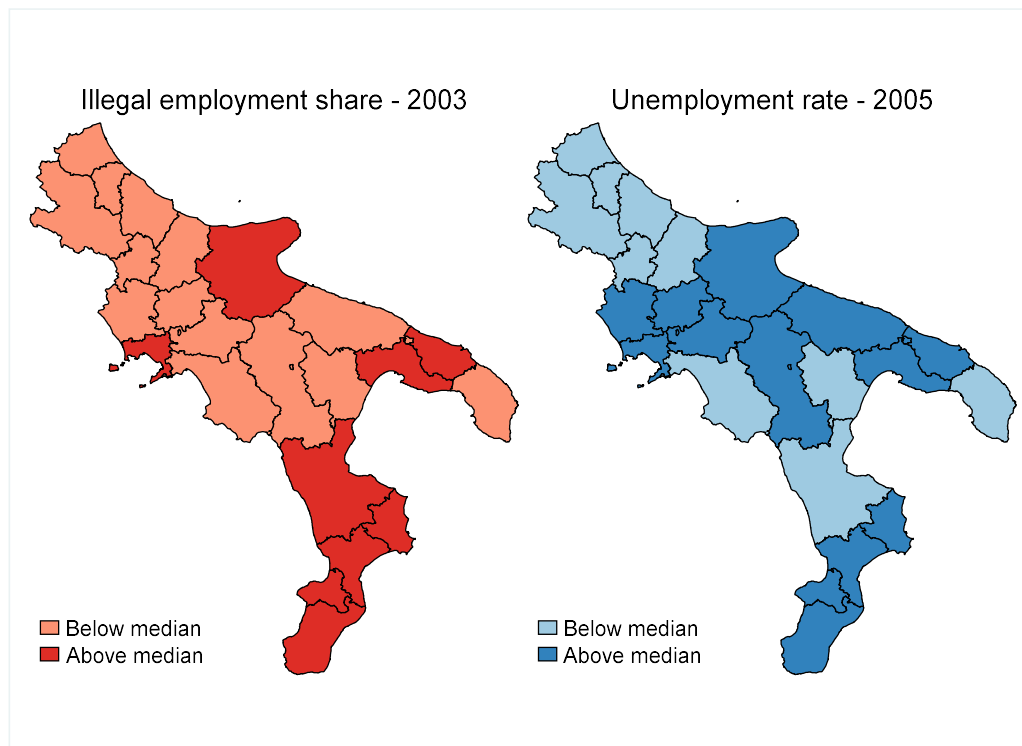 Illegal employment share - 2003
Below median
Above median
Unemployment rate - 2005
Below median
Above median